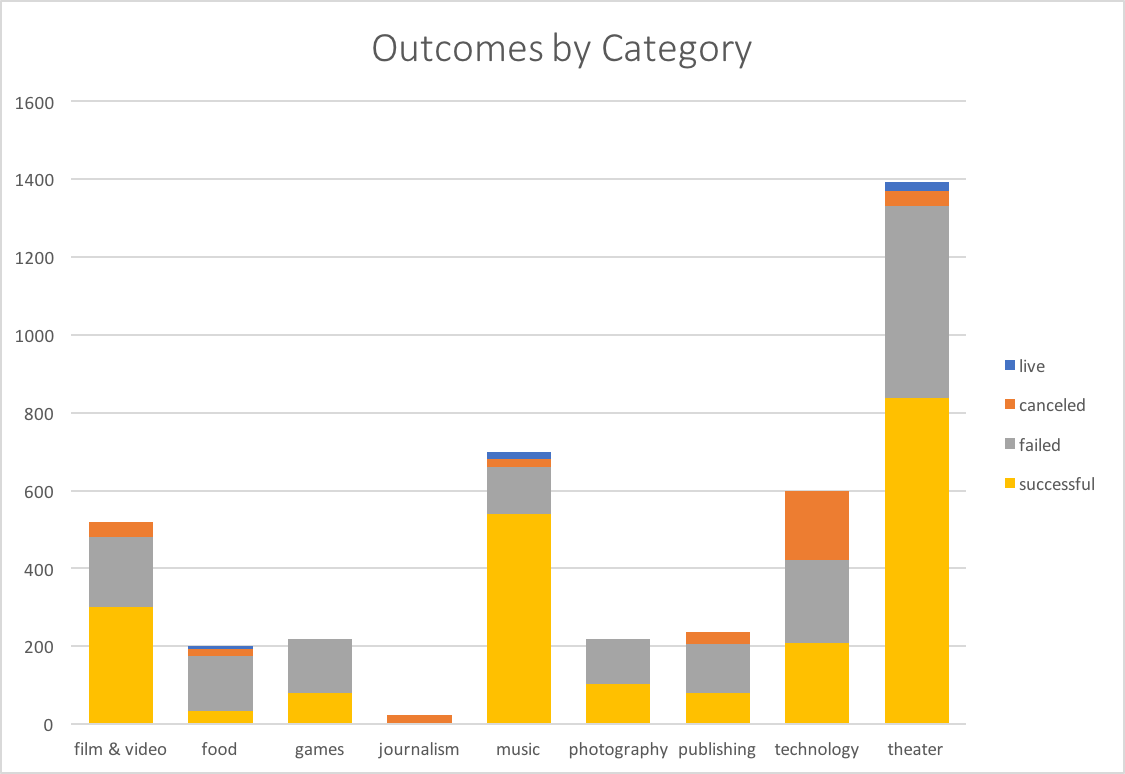 Outcomes by Category
1600
1400
1200
1000
800
600
400
200
0
film & video
food
games
journalism
music
photography
publishing
technology
theater
live
canceled
failed
successful